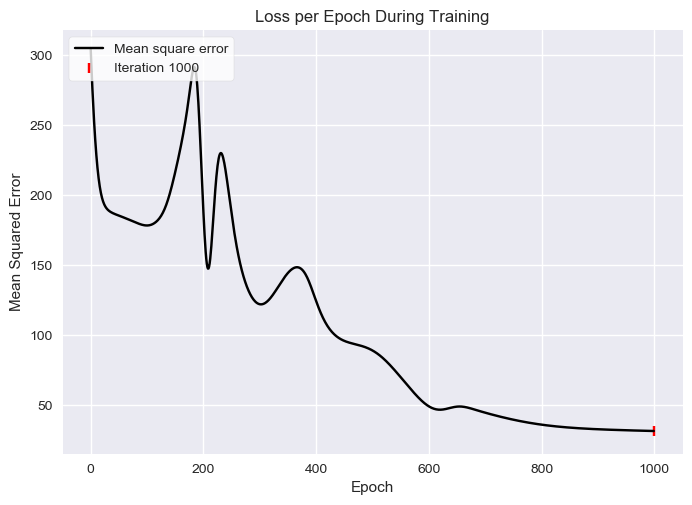 Loss per Epoch During Training
Mean square error
Iteration 1000
300
250
200
150
100
50
Mean Squared Error
0 200 400 600 800 1000
Epoch